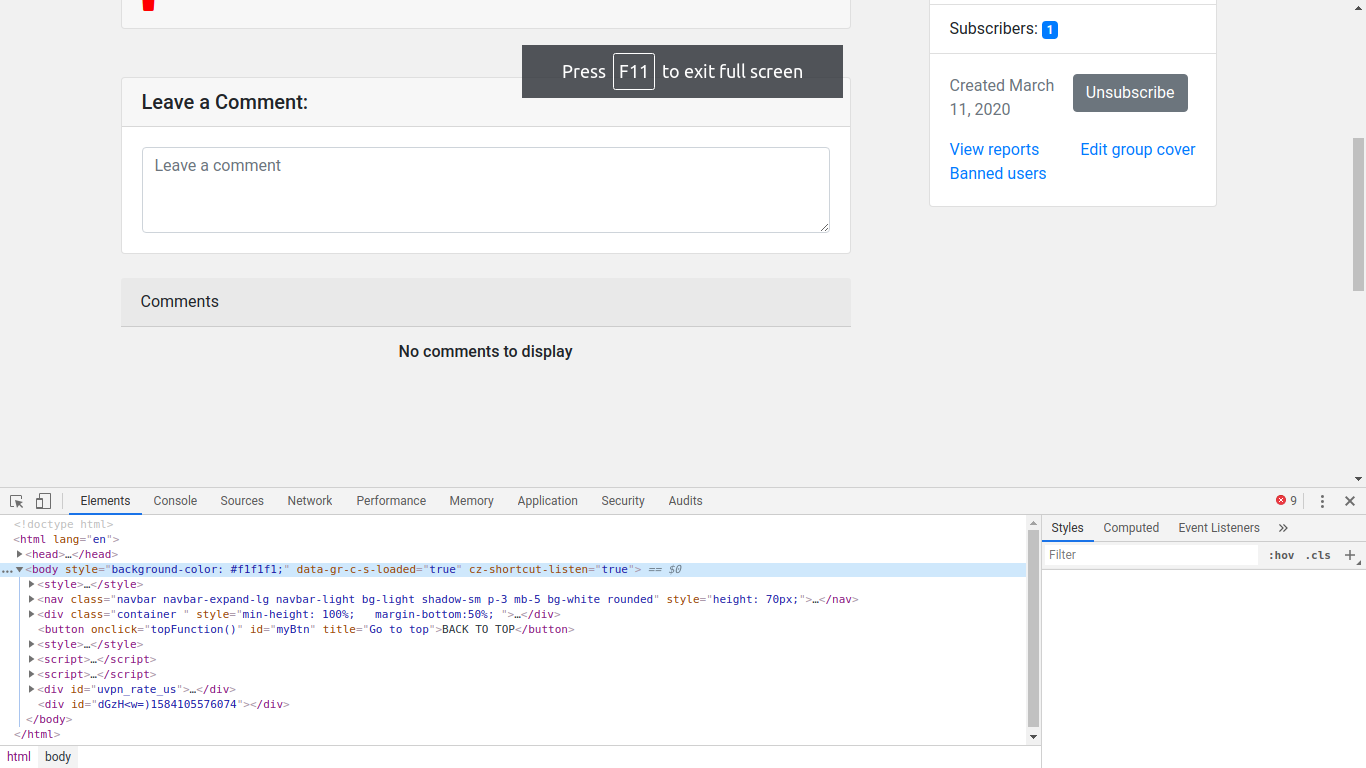 Subscribers: 1
Press F11 to exit full screen
Leave a Comment:
Created March
11, 2020
Unsubscribe
View reports
Edit group cover
Banned users
Leave a comment
Comments
No comments to display
Elements Console Sources Network Performance Memory Application Security Audits 9
<!doctype html>
<html lang="en">
<head>…</head>
… <body style="background-color: #f1f1f1;" data-gr-c-s-loaded="true" cz-shortcut-listen="true"> == $0
<style>…</style>
<nav class="navbar navbar-expand-lg navbar-light bg-light shadow-sm p-3 mb-5 bg-white rounded" style="height: 70px;">…</nav>
<div class="container " style="min-height: 100%;   margin-bottom:50%; ">…</div>
<button onclick="topFunction()" id="myBtn" title="Go to top">BACK TO TOP</button>
<style>…</style>
<script>…</script>
<script>…</script>
<div id="uvpn_rate_us">…</div>
<div id="dGzH<w=)1584105576074"></div>
</body>
</html>
html body
Styles Computed Event Listeners »
Filter :hov .cls +